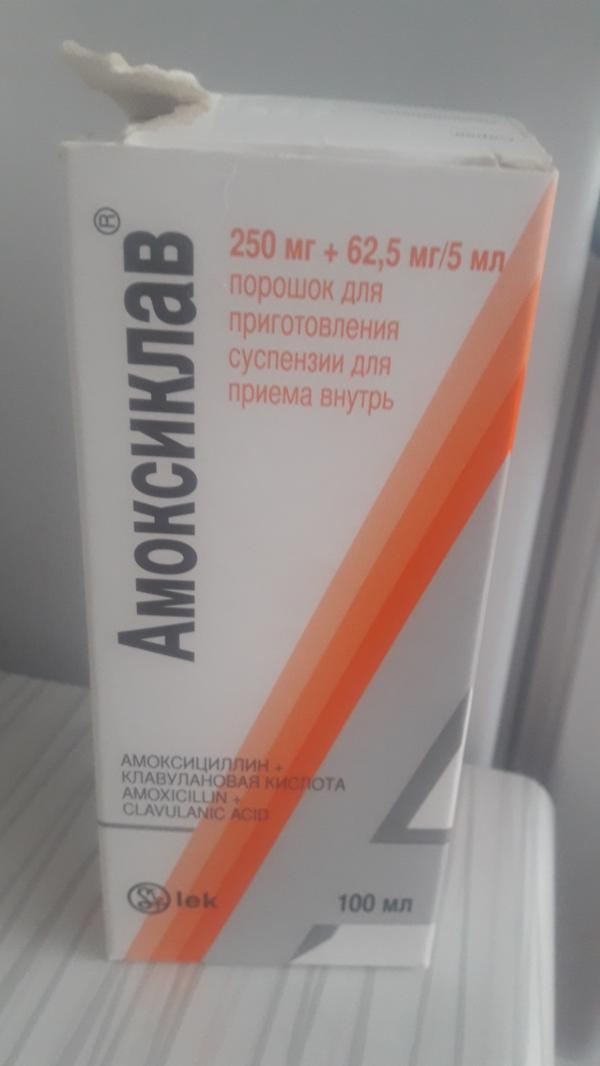 Амоксиклав®
250 мг + 62,5 мг/5 мл
порошок для
приготовления
суспензии для
приема внутрь
АМОКСИЦИЛЛИН +
КЛАВУЛАНОВАЯ КИСЛОТА
AMOXICILLIN +
CLAVULANIC ACID
lek
100 мл